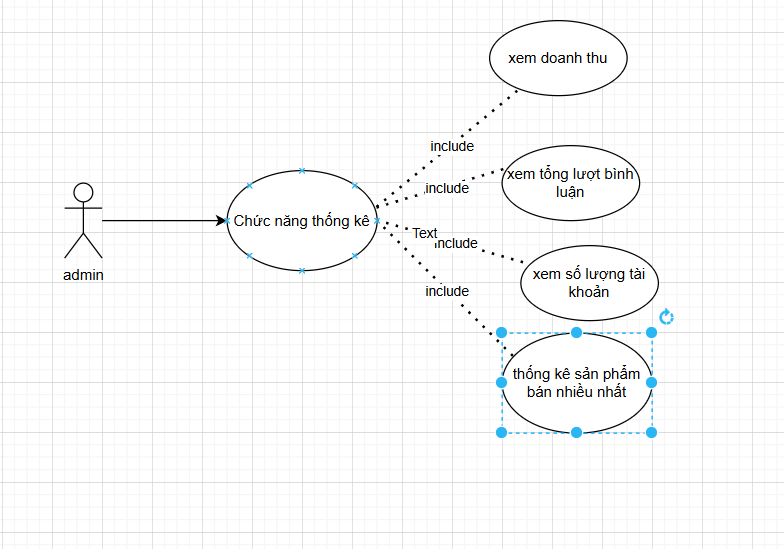 xem doanh thu
include
xem tổng lượt bình
luận
include
Chức năng thống kê
Text
include
admin
xem số lượng tài
khoản
include
thống kê sản phẩm
bán nhiều nhất